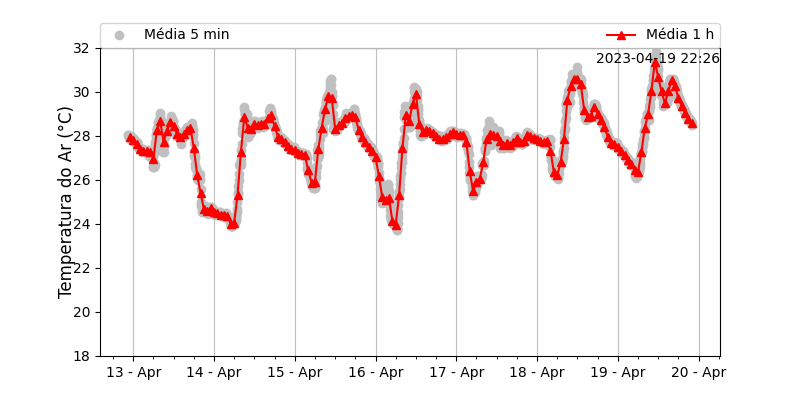 Média 5 min
Média 1 h
2023-04-19 22:26
Temperatura do Ar (°C)
32
30
28
26
24
22
20
18
13 - Apr
14 - Apr
15 - Apr
16 - Apr
17 - Apr
18 - Apr
19 - Apr
20 - Apr